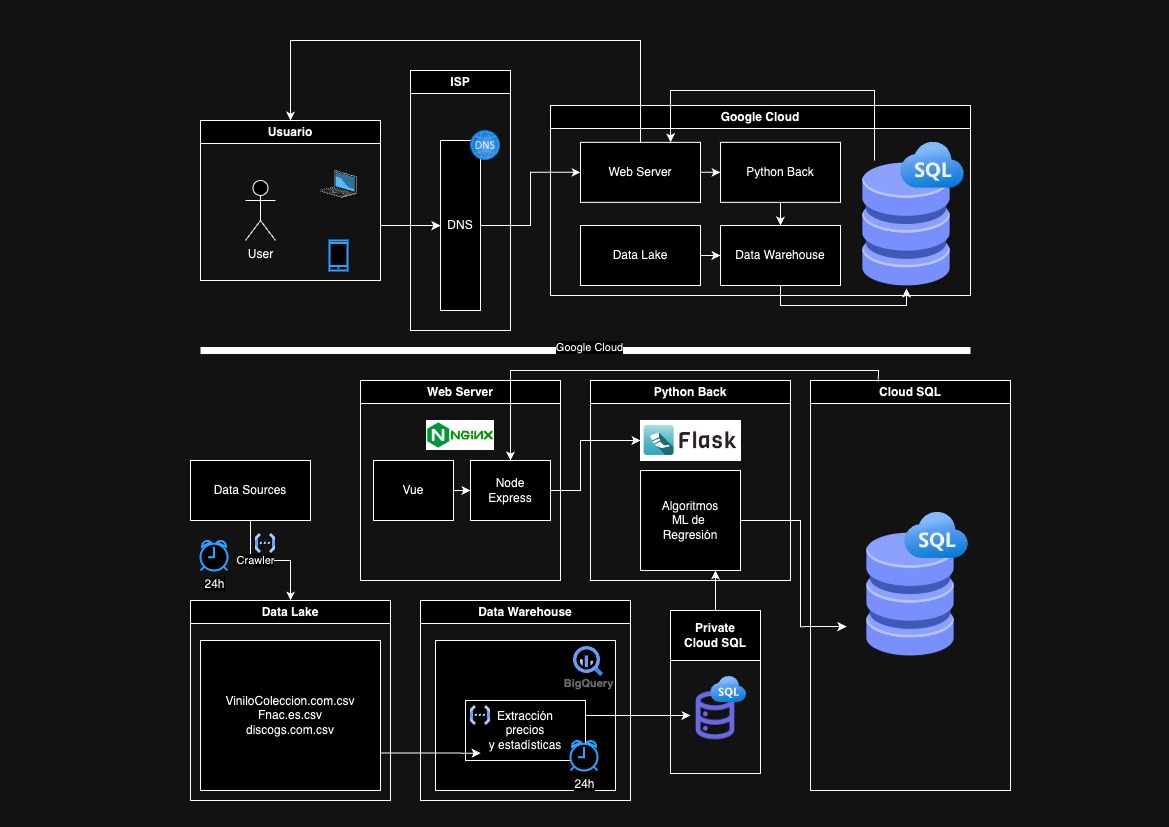 ISP
Google Cloud
Usuario
DNS
SQL
Web Server
Python Back
DNS
User
Data Lake
Data Warehouse
Google Cloud
Web Server
Python Back
Cloud SQL
NGINX
Flask
Data Sources
Vue
Node
Express
Algoritmos
ML de
Regresión
SQL
Crawler
24h
Data Lake
Data Warehouse
Private
Cloud SQL
BigQuery
SQL
ViniloColeccion.com.csv
Fnac.es.csv
discogs.com.csv
Extracción
precios
y estadísticas
24h